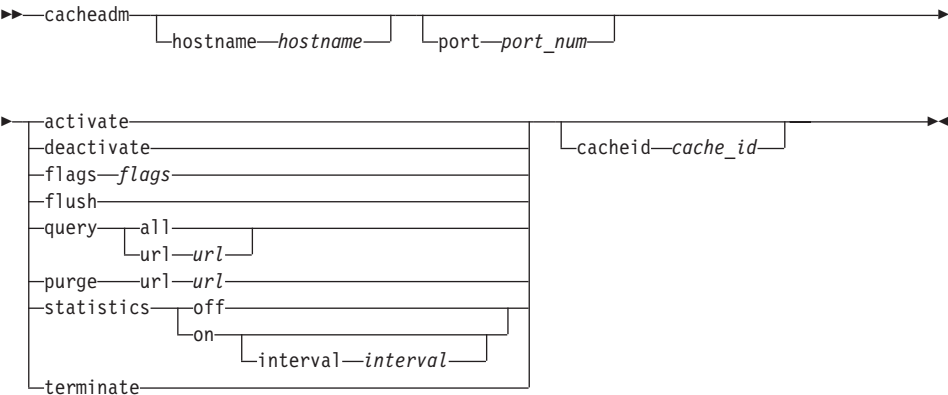 cacheadm
hostname hostname port port_num
activate
deactivate cacheid cache_id
flags flags
flush
query all
url url
purge url url
statistics off
on
interval interval
terminate